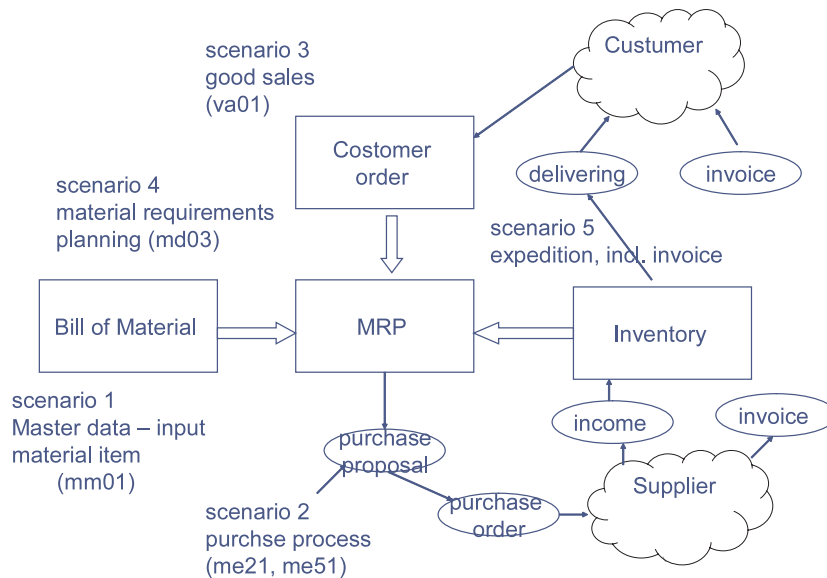 scenario 3
good sales
(va01)
Custumer
Costomer
order
delivering
invoice
scenario 4
material requirements
planning (md03)
scenario 5
expedition, incl. invoice
Bill of Material
MRP
Inventory
scenario 1
Master data – input
material item
(mm01)
income
invoice
purchase
proposal
Supplier
purchase
order
scenario 2
purchse process
(me21, me51)